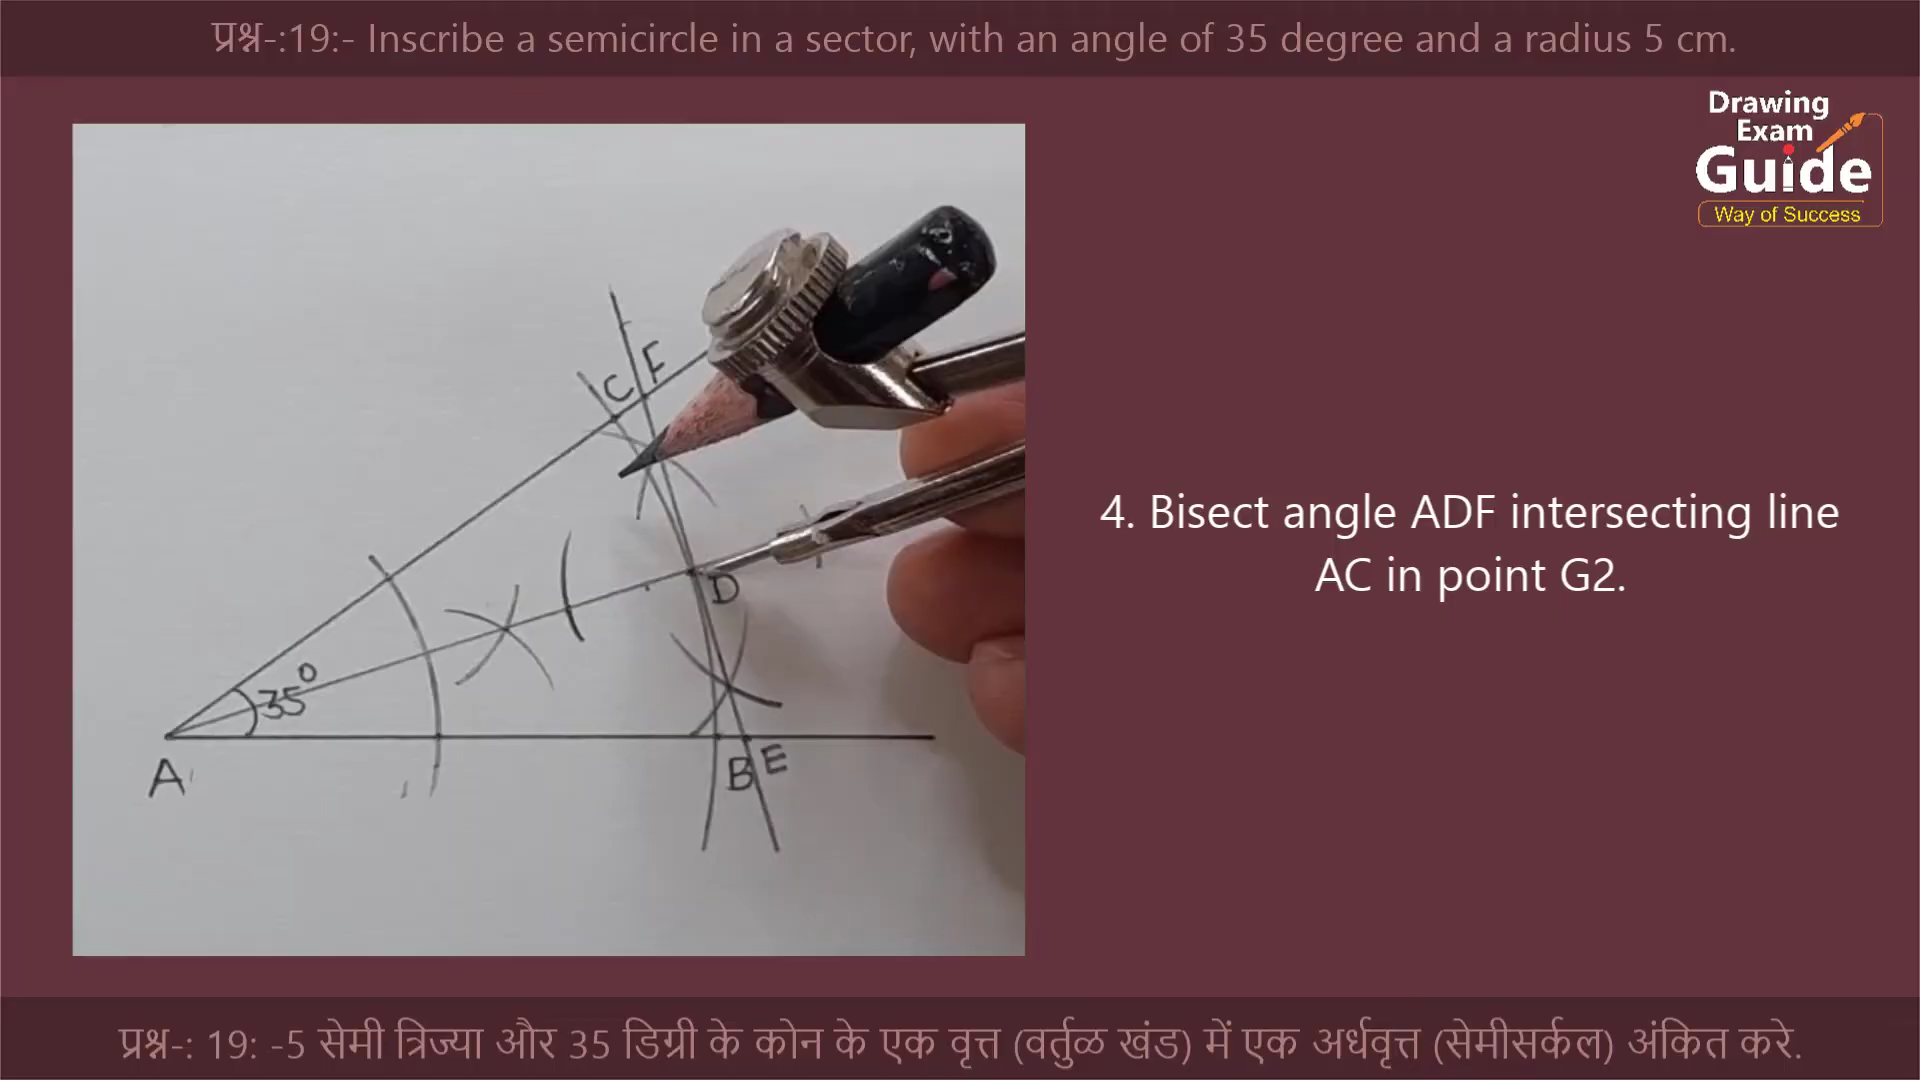 प्रश्न-:19:- Inscribe a semicircle in a sector, with an angle of 35 degree and a radius 5 cm.
Drawing
Exam
Guide
Way of Success
F
C
4. Bisect angle ADF intersecting line
AC in point G2.
D
35°
A
B E
प्रश्न-: 19: -5 सेमी त्रिज्या और 35 डिग्री के कोन के एक वृत्त (वर्तुळ खंड) में एक अर्धवृत्त (सेमीसर्कल) अंकित करे.